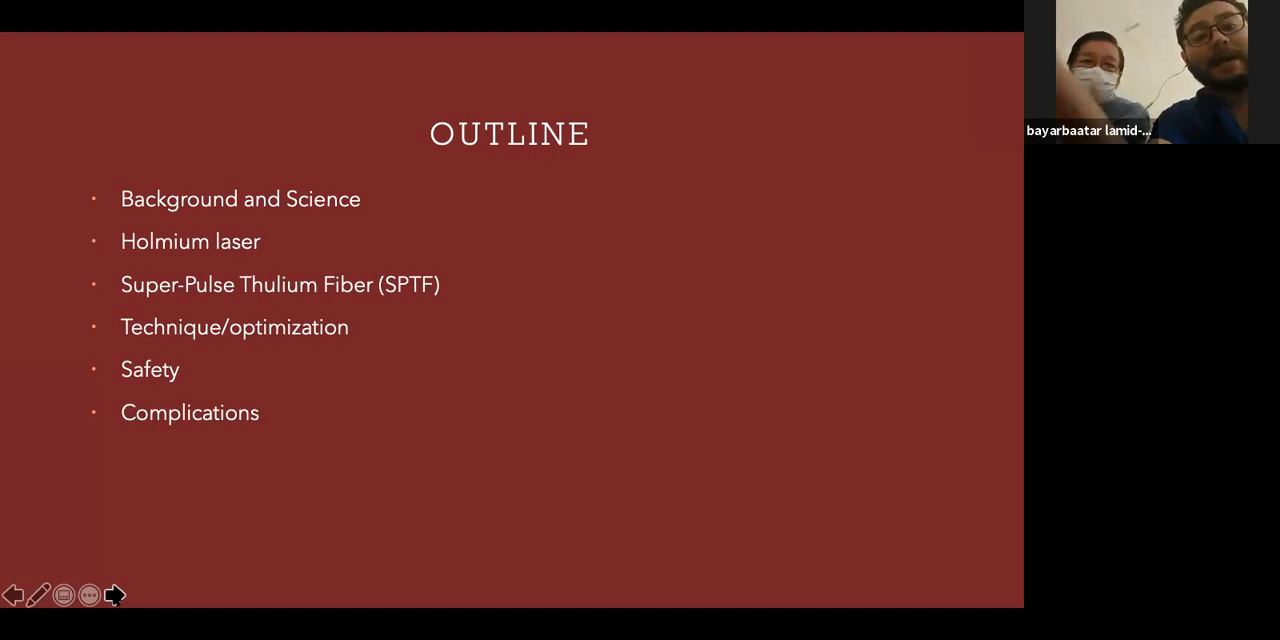 OUTLINE
Background and Science
Holmium laser
Super-Pulse Thulium Fiber (SPTF)
Technique/optimization
Safety
Complications
bayarbaatar lamid-...